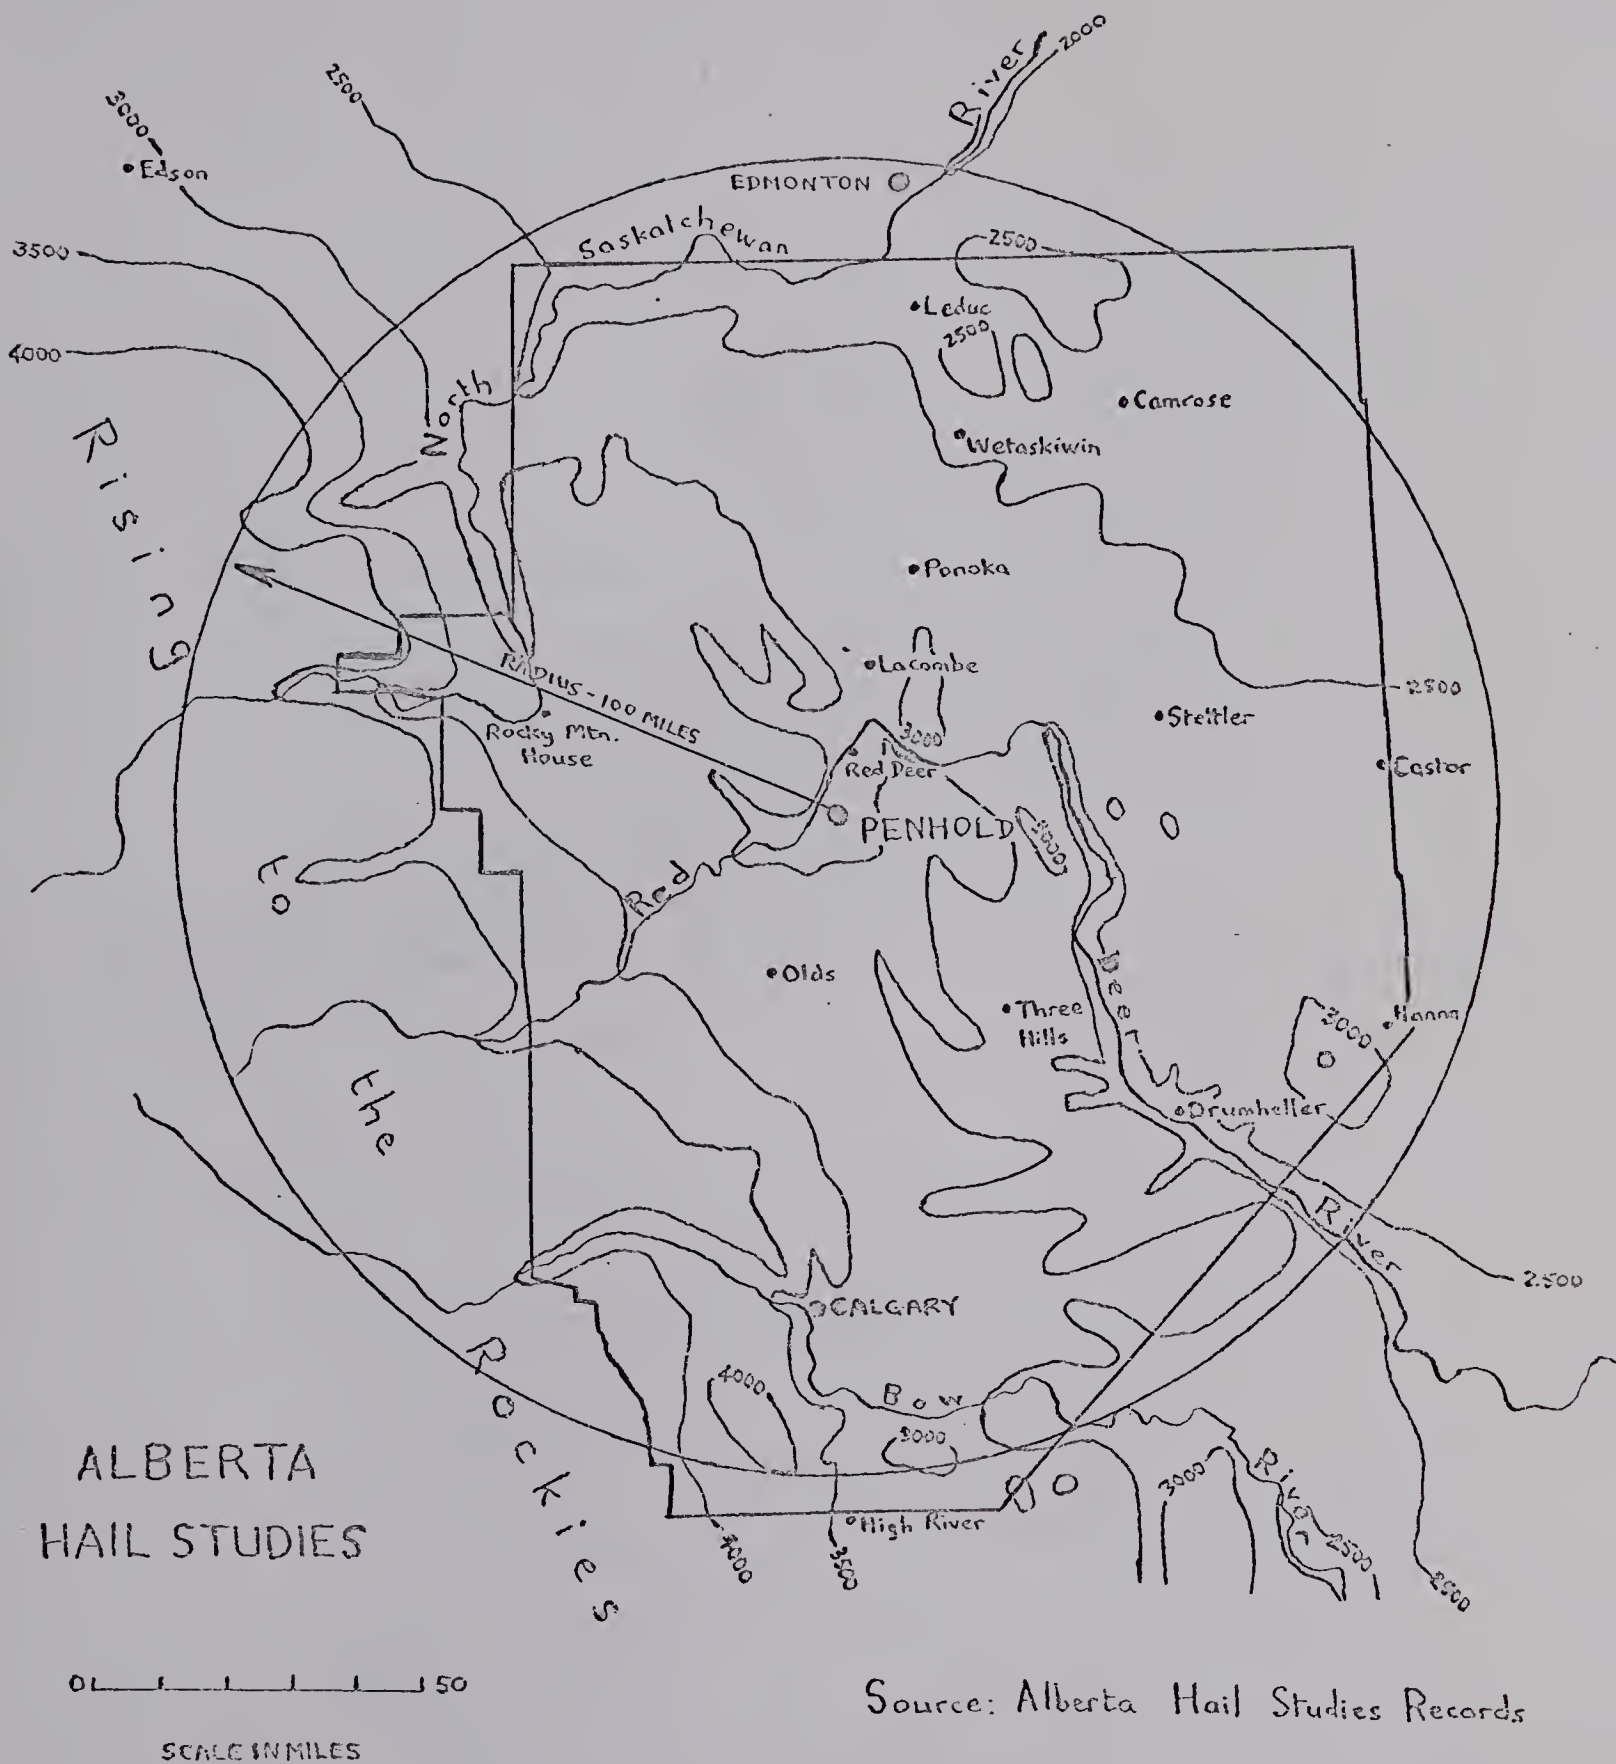 River
2000
2500
3000
Edson
EDMONTON
3500
Saskatchewan
2500
4000
Leduc
2500
North
Camrose
Wetaskiwin
Rising
Ponoka
RADIUS - 100 MILES
Lacombe
2500
Stettler
Rocky Mtn.
House
3000
Red Deer
Castor
PENHOLD
3000
to
Red
Deer
Olds
Three
Hills
3000
Hanna
the
Drumheller
River
2500
CALGARY
Rockies
4000
Bow
3000
River
3000
High River
4000
3500
2500
2500
ALBERTA
HAIL STUDIES
0 50
SCALE IN MILES
Source: Alberta Hail Studies Records